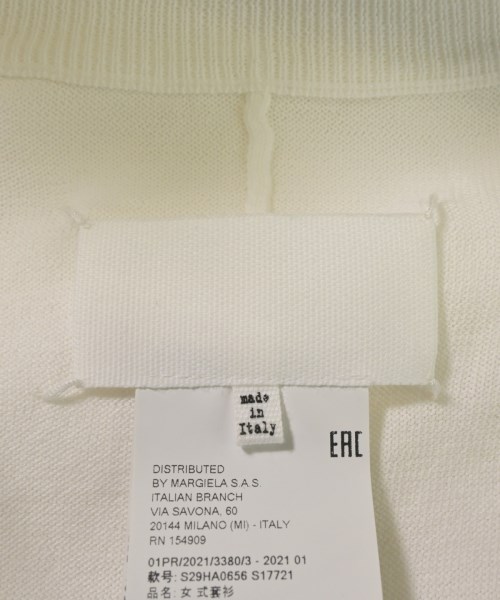 made
in
Italy
EAC
DISTRIBUTED
BY MARGIELA S.A.S.
ITALIAN BRANCH
VIA SAVONA, 60
20144 MILANO (MI) - ITALY
RN 154909
01PR/2021/3380/3 - 2021 01
款号: S29HA0656 S17721
品名: 女 式套衫